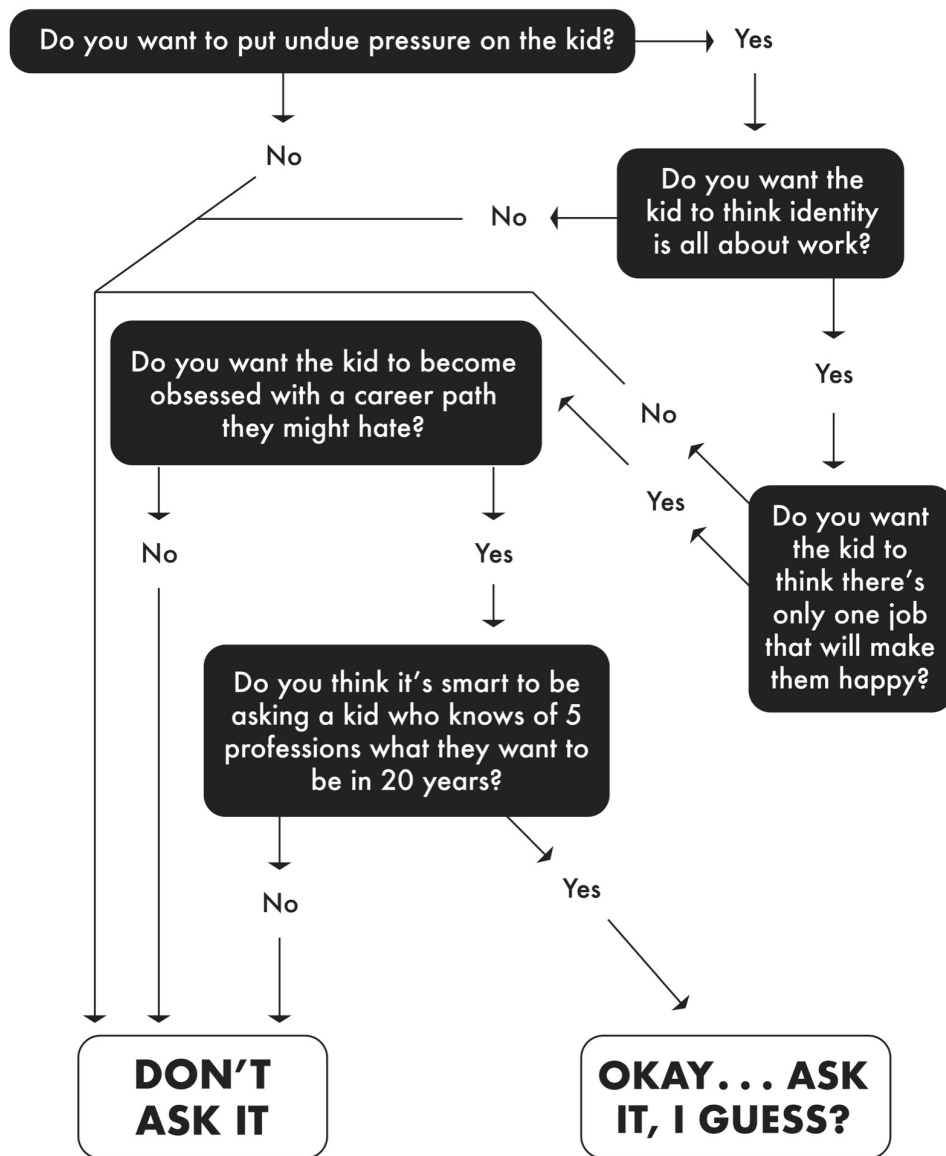 Do you want to put undue pressure on the kid?
Yes
No
Do you want the
kid to think identity
is all about work?
No
Yes
Do you want the kid to become
obsessed with a career path
they might hate?
No
Yes
Do you want
the kid to
think there's
only one job
that will make
them happy?
No
Yes
Do you think it's smart to be
asking a kid who knows of 5
professions what they want to
be in 20 years?
No
Yes
DON'T
ASK IT
OKAY... ASK
IT, I GUESS?